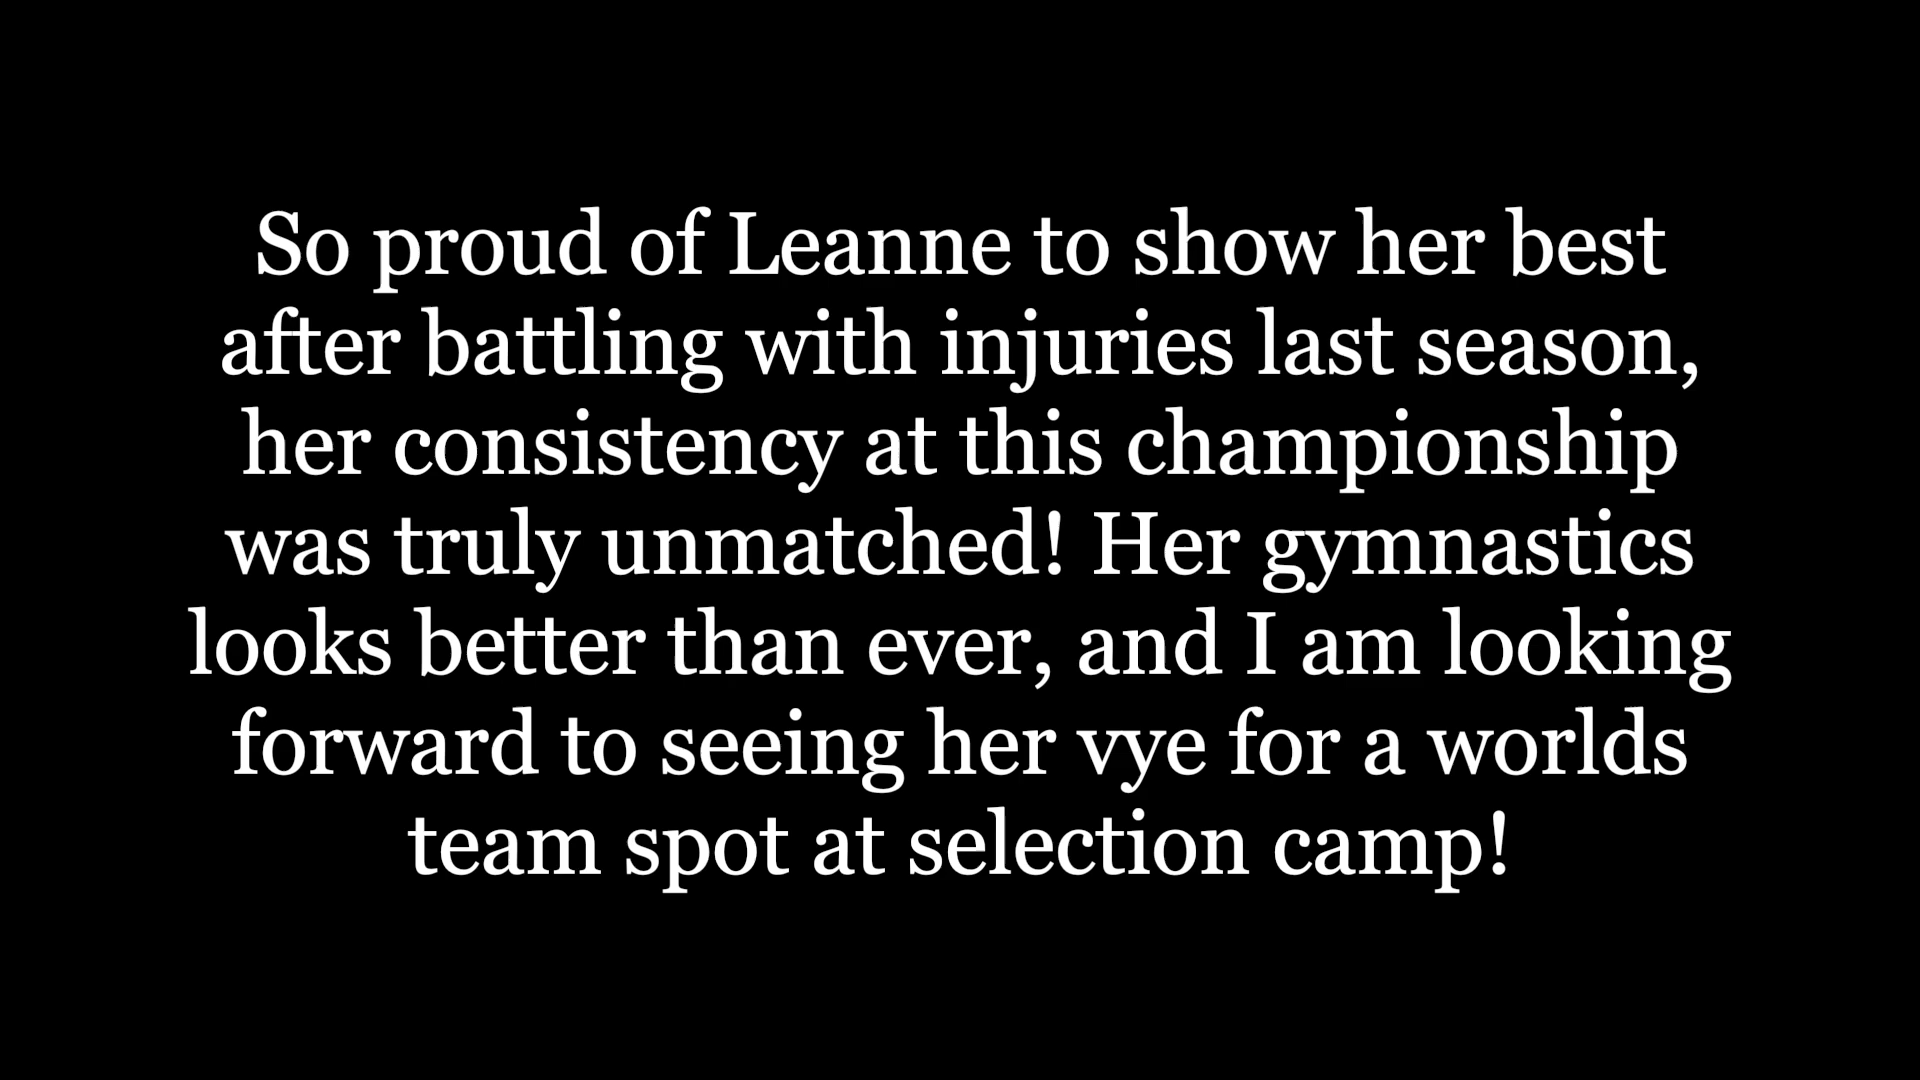 So proud of Leanne to show her best
after battling with injuries last season,
her consistency at this championship
was truly unmatched! Her gymnastics
looks better than ever, and I am looking
forward to seeing her vye for a worlds
team spot at selection camp!